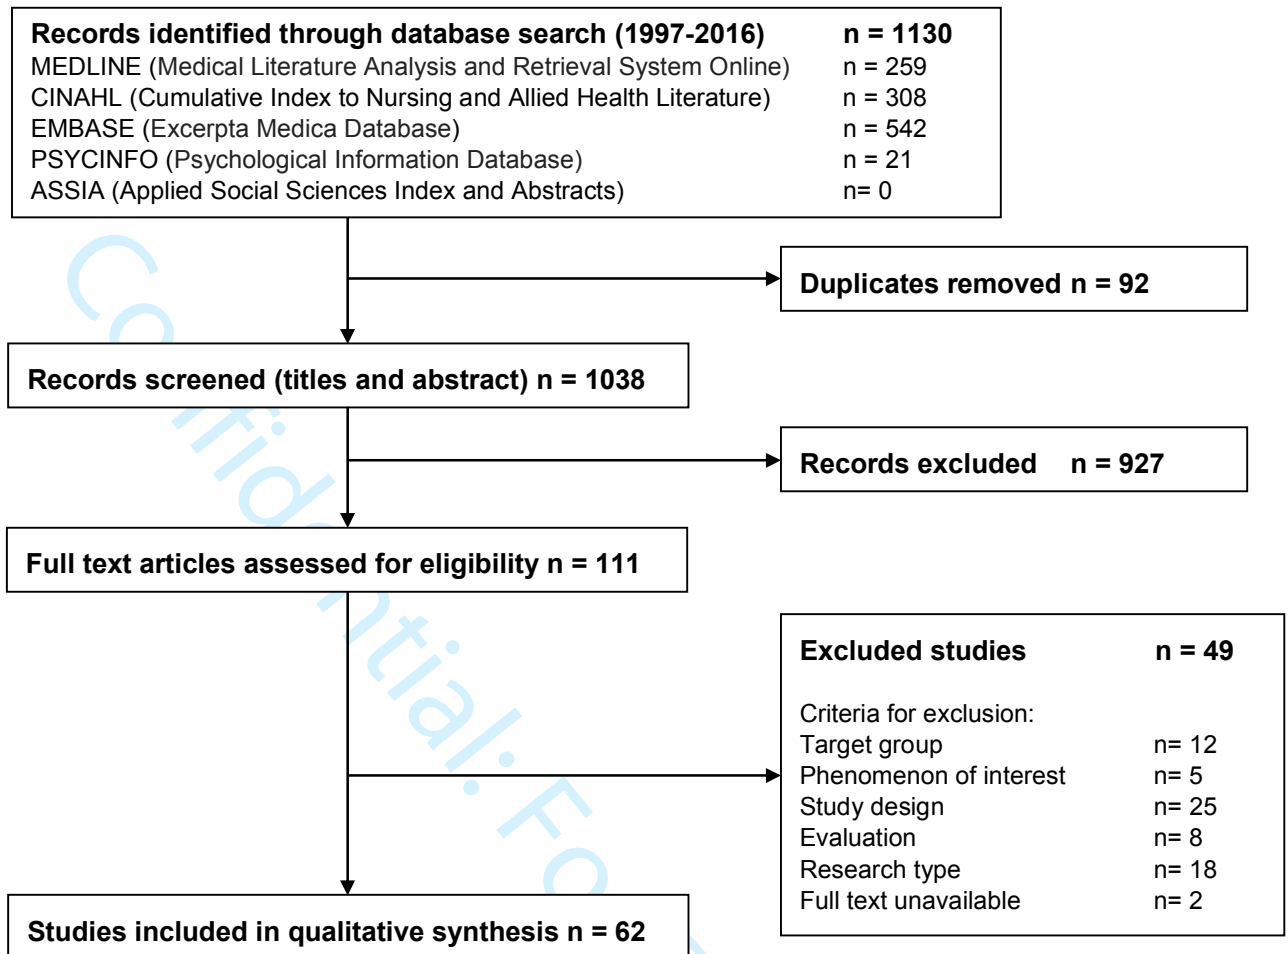 Records identified through database search (1997-2016) n = 1130
MEDLINE (Medical Literature Analysis and Retrieval System Online) n = 259
CINAHL (Cumulative Index to Nursing and Allied Health Literature) n = 308
EMBASE (Excerpta Medica Database) n = 542
PSYCINFO (Psychological Information Database) n = 21
ASSIA (Applied Social Sciences Index and Abstracts) n= 0
Duplicates removed n = 92
Records screened (titles and abstract) n = 1038
Records excluded n = 927
Full text articles assessed for eligibility n = 111
Excluded studies n = 49
Criteria for exclusion:
Target group n= 12
Phenomenon of interest n= 5
Study design n= 25
Evaluation n= 8
Research type n= 18
Full text unavailable n= 2
Studies included in qualitative synthesis n = 62
Confidential: Fo